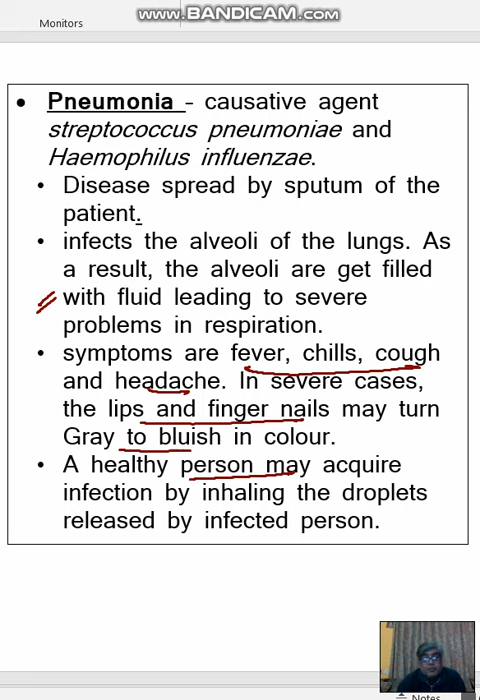 Monitors
www.BANDICAM.com
• Pneumonia - causative agent
streptococcus pneumoniae and
Haemophilus influenzae.
• Disease spread by sputum of the
patient.
• infects the alveoli of the lungs. As
a result, the alveoli are get filled
with fluid leading to severe
problems in respiration.
• symptoms are fever, chills, cough
and headache. In severe cases,
the lips and finger nails may turn
Gray to bluish in colour.
• A healthy person may acquire
infection by inhaling the droplets
released by infected person.
Notes